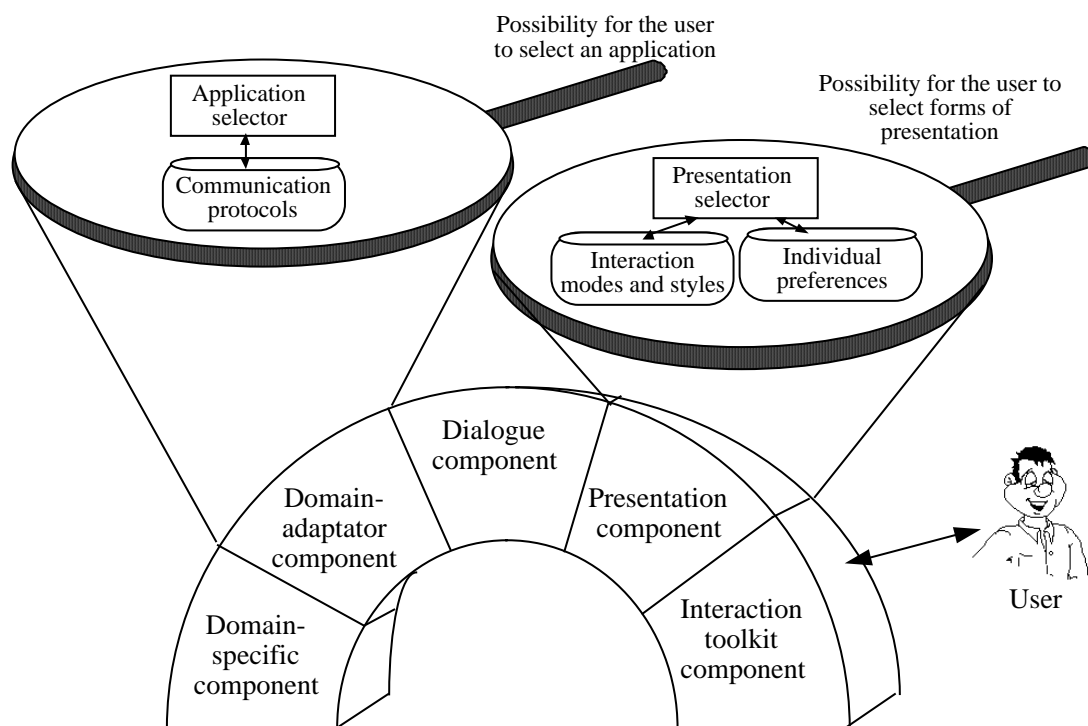 Possibility for the user
to select an application
Application
selector
Communication
protocols
Possibility for the user to
select forms of
presentation
Presentation
selector
Interaction
modes and styles
Individual
preferences
Dialogue
component
Domain-
adaptator
component
Presentation
component
Domain-
specific
component
Interaction
toolkit
component
User